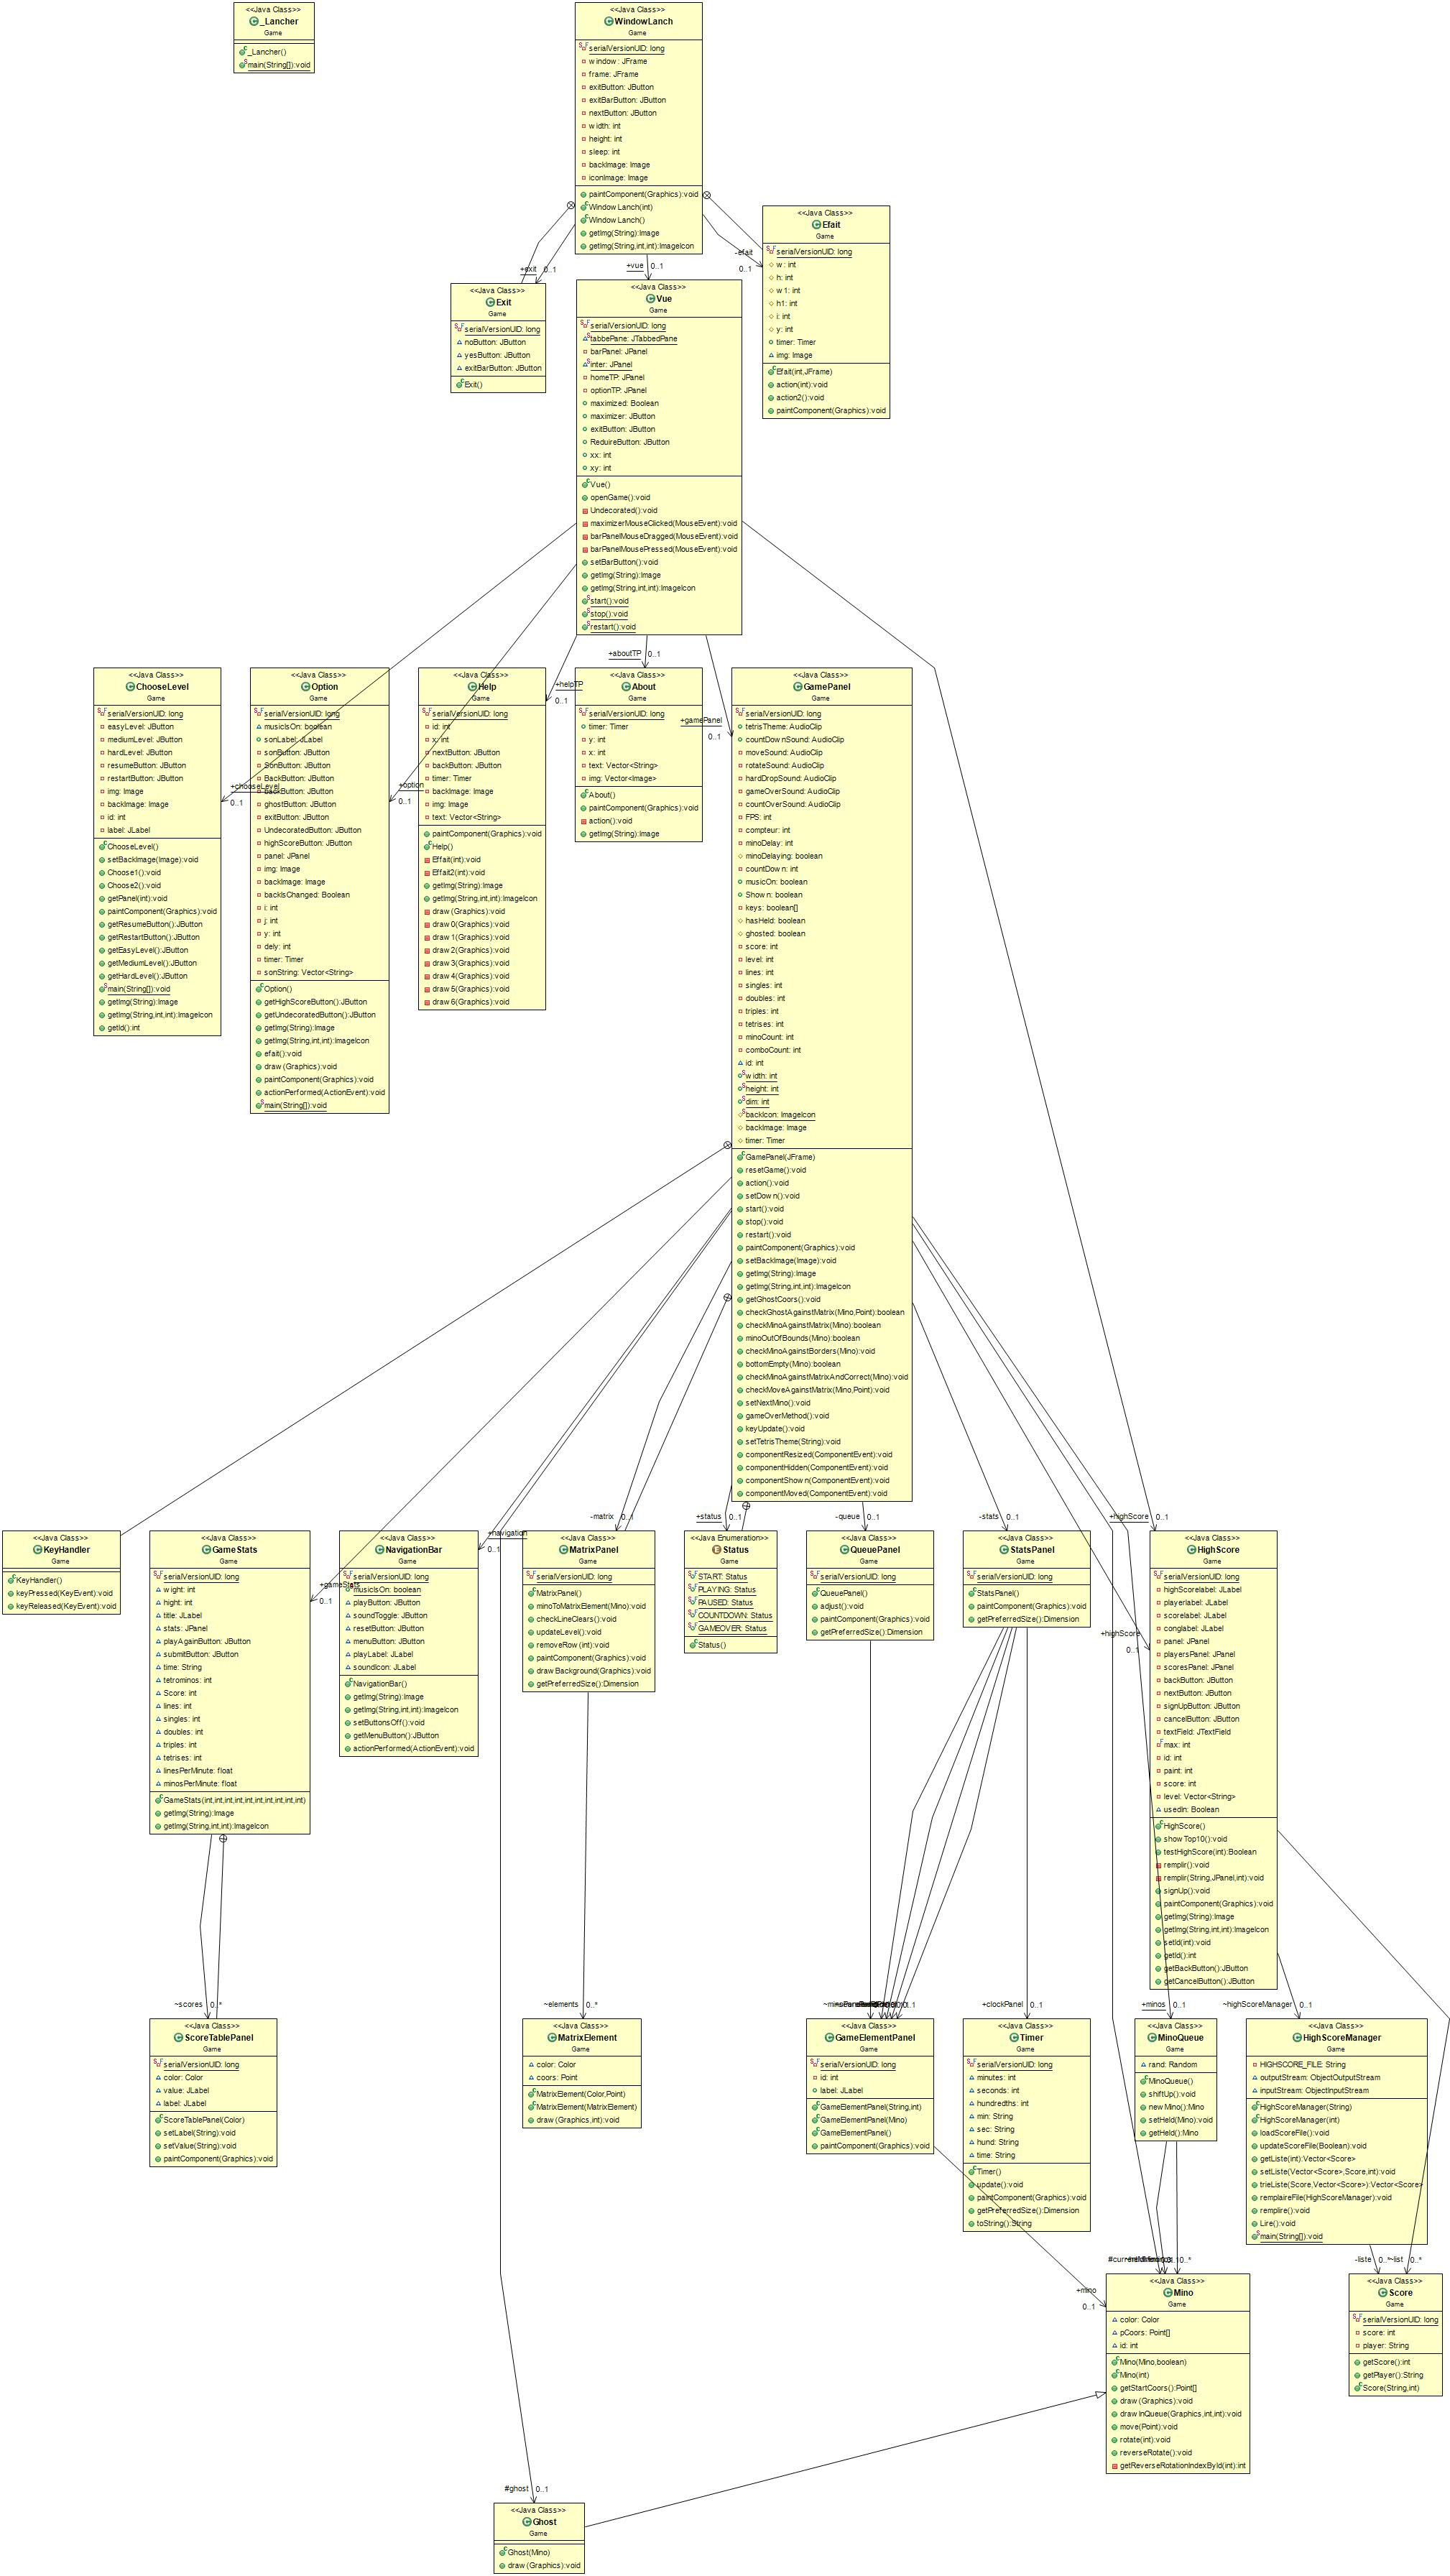 <<Java Class>>
_Lancher
Game
_Lancher()
main(String[]):void
<<Java Class>>
WindowLanch
Game
serialVersionUID: long
window: JFrame
frame: JFrame
exitButton: JButton
exitBarButton: JButton
nextButton: JButton
width: int
height: int
sleep: int
backImage: Image
iconImage: Image
paintComponent(Graphics):void
WindowLanch(int)
WindowLanch()
getImg(String):Image
getImg(String,int,int):ImageIcon
<<Java Class>>
Efait
Game
serialVersionUID: long
w: int
h: int
w1: int
h1: int
i: int
y: int
timer: Timer
img: Image
Efait(int,JFrame)
action(int):void
action2():void
paintComponent(Graphics):void
-efait
0..1
+exit
0..1
+vue
0..1
<<Java Class>>
Exit
Game
serialVersionUID: long
noButton: JButton
yesButton: JButton
exitBarButton: JButton
Exit()
<<Java Class>>
Vue
Game
serialVersionUID: long
tabbePane: JTabbedPane
barPanel: JPanel
inter: JPanel
homeTP: JPanel
optionTP: JPanel
maximized: Boolean
maximizer: JButton
exitButton: JButton
ReduireButton: JButton
xx: int
xy: int
Vue()
openGame():void
Undecorated():void
maximizerMouseClicked(MouseEvent):void
barPanelMouseDragged(MouseEvent):void
barPanelMousePressed(MouseEvent):void
setBarButton():void
getImg(String):Image
getImg(String,int,int):ImageIcon
start():void
stop():void
restart():void
<<Java Class>>
ChooseLevel
Game
serialVersionUID: long
easyLevel: JButton
mediumLevel: JButton
hardLevel: JButton
resumeButton: JButton
restartButton: JButton
img: Image
backImage: Image
id: int
label: JLabel
ChooseLevel()
setBackImage(Image):void
Choose1():void
Choose2():void
getPanel(int):void
paintComponent(Graphics):void
getResumeButton():JButton
getRestartButton():JButton
getEasyLevel():JButton
getMediumLevel():JButton
getHardLevel():JButton
main(String[]):void
getImg(String):Image
getImg(String,int,int):ImageIcon
getId():int
+chooseLevel
0..1
<<Java Class>>
Option
Game
serialVersionUID: long
musicIsOn: boolean
sonLabel: JLabel
sonButton: JButton
SonButton: JButton
BackButton: JButton
backButton: JButton
ghostButton: JButton
exitButton: JButton
UndecoratedButton: JButton
highScoreButton: JButton
panel: JPanel
img: Image
backImage: Image
backIsChanged: Boolean
i: int
j: int
y: int
dely: int
timer: Timer
sonString: Vector<String>
Option()
getHighScoreButton():JButton
getUndecoratedButton():JButton
getImg(String):Image
getImg(String,int,int):ImageIcon
efait():void
draw(Graphics):void
paintComponent(Graphics):void
actionPerformed(ActionEvent):void
main(String[]):void
+option
0..1
<<Java Class>>
Help
Game
serialVersionUID: long
id: int
x: int
nextButton: JButton
backButton: JButton
timer: Timer
backImage: Image
img: Image
text: Vector<String>
paintComponent(Graphics):void
Help()
Effait(int):void
Effait2(int):void
getImg(String):Image
getImg(String,int,int):ImageIcon
draw(Graphics):void
draw0(Graphics):void
draw1(Graphics):void
draw2(Graphics):void
draw3(Graphics):void
draw4(Graphics):void
draw5(Graphics):void
draw6(Graphics):void
+helpTP
0..1
+aboutTP
0..1
<<Java Class>>
About
Game
serialVersionUID: long
timer: Timer
y: int
x: int
text: Vector<String>
img: Vector<Image>
About()
paintComponent(Graphics):void
action():void
getImg(String):Image
+gamePanel
0..1
<<Java Class>>
GamePanel
Game
serialVersionUID: long
tetrisTheme: AudioClip
countDownSound: AudioClip
moveSound: AudioClip
rotateSound: AudioClip
hardDropSound: AudioClip
gameOverSound: AudioClip
countOverSound: AudioClip
FPS: int
compteur: int
minoDelay: int
minoDelaying: boolean
countDown: int
musicOn: boolean
Shown: boolean
keys: boolean[]
hasHeld: boolean
ghosted: boolean
score: int
level: int
lines: int
singles: int
doubles: int
triples: int
tetrises: int
minoCount: int
comboCount: int
id: int
width: int
height: int
dim: int
backIcon: ImageIcon
backImage: Image
timer: Timer
GamePanel(JFrame)
resetGame():void
action():void
setDown():void
start():void
stop():void
restart():void
paintComponent(Graphics):void
setBackImage(Image):void
getImg(String):Image
getImg(String,int,int):ImageIcon
getGhostCoors():void
checkGhostAgainstMatrix(Mino,Point):boolean
checkMinoAgainstMatrix(Mino):boolean
minoOutOfBounds(Mino):boolean
checkMinoAgainstBorders(Mino):void
bottomEmpty(Mino):boolean
checkMinoAgainstMatrixAndCorrect(Mino):void
checkMoveAgainstMatrix(Mino,Point):void
setNextMino():void
gameOverMethod():void
keyUpdate():void
setTetrisTheme(String):void
componentResized(ComponentEvent):void
componentHidden(ComponentEvent):void
componentShown(ComponentEvent):void
componentMoved(ComponentEvent):void
<<Java Class>>
KeyHandler
Game
KeyHandler()
keyPressed(KeyEvent):void
keyReleased(KeyEvent):void
<<Java Class>>
GameStats
Game
serialVersionUID: long
wight: int
hight: int
title: JLabel
stats: JPanel
playAgainButton: JButton
submitButton: JButton
time: String
tetrominos: int
Score: int
lines: int
singles: int
doubles: int
triples: int
tetrises: int
linesPerMinute: float
minosPerMinute: float
GameStats(int,int,int,int,int,int,int,int,int,int,int)
getImg(String):Image
getImg(String,int,int):ImageIcon
+gameStats
0..1
<<Java Class>>
NavigationBar
Game
serialVersionUID: long
musicIsOn: boolean
playButton: JButton
soundToggle: JButton
resetButton: JButton
menuButton: JButton
playLabel: JLabel
soundIcon: JLabel
NavigationBar()
getImg(String):Image
getImg(String,int,int):ImageIcon
setButtonsOff():void
getMenuButton():JButton
actionPerformed(ActionEvent):void
+navigation
0..1
-matrix
0..1
<<Java Class>>
MatrixPanel
Game
serialVersionUID: long
MatrixPanel()
minoToMatrixElement(Mino):void
checkLineClears():void
updateLevel():void
removeRow(int):void
paintComponent(Graphics):void
drawBackground(Graphics):void
getPreferredSize():Dimension
+status
0..1
<<Java Enumeration>>
Status
Game
START: Status
PLAYING: Status
PAUSED: Status
COUNTDOWN: Status
GAMEOVER: Status
Status()
-queue
0..1
<<Java Class>>
QueuePanel
Game
serialVersionUID: long
QueuePanel()
adjust():void
paintComponent(Graphics):void
getPreferredSize():Dimension
-stats
0..1
<<Java Class>>
StatsPanel
Game
serialVersionUID: long
StatsPanel()
paintComponent(Graphics):void
getPreferredSize():Dimension
+highScore
0..1
+highScore
0..1
<<Java Class>>
HighScore
Game
serialVersionUID: long
highScorelabel: JLabel
playerlabel: JLabel
scorelabel: JLabel
conglabel: JLabel
panel: JPanel
playersPanel: JPanel
scoresPanel: JPanel
backButton: JButton
nextButton: JButton
signUpButton: JButton
cancelButton: JButton
textField: JTextField
max: int
id: int
paint: int
score: int
level: Vector<String>
usedIn: Boolean
HighScore()
showTop10():void
testHighScore(int):Boolean
remplir():void
remplir(String,JPanel,int):void
signUp():void
paintComponent(Graphics):void
getImg(String):Image
getImg(String,int,int):ImageIcon
setId(int):void
getId():int
getBackButton():JButton
getCancelButton():JButton
~scores
0..*
<<Java Class>>
ScoreTablePanel
Game
serialVersionUID: long
color: Color
value: JLabel
label: JLabel
ScoreTablePanel(Color)
setLabel(String):void
setValue(String):void
paintComponent(Graphics):void
~elements
0..*
<<Java Class>>
MatrixElement
Game
color: Color
coors: Point
MatrixElement(Color,Point)
MatrixElement(MatrixElement)
draw(Graphics,int):void
<<Java Class>>
GameElementPanel
Game
serialVersionUID: long
id: int
label: JLabel
GameElementPanel(String,int)
GameElementPanel(Mino)
GameElementPanel()
paintComponent(Graphics):void
+clockPanel
0..1
<<Java Class>>
Timer
Game
serialVersionUID: long
minutes: int
seconds: int
hundredths: int
min: String
sec: String
hund: String
time: String
Timer()
update():void
paintComponent(Graphics):void
getPreferredSize():Dimension
toString():String
+minos
0..1
<<Java Class>>
MinoQueue
Game
rand: Random
MinoQueue()
shiftUp():void
newMino():Mino
setHeld(Mino):void
getHeld():Mino
~highScoreManager
0..1
<<Java Class>>
HighScoreManager
Game
HIGHSCORE_FILE: String
outputStream: ObjectOutputStream
inputStream: ObjectInputStream
HighScoreManager(String)
HighScoreManager(int)
loadScoreFile():void
updateScoreFile(Boolean):void
getListe(int):Vector<Score>
setListe(Vector<Score>,Score,int):void
trieListe(Score,Vector<Score>):Vector<Score>
remplaireFile(HighScoreManager):void
remplire():void
Lire():void
main(String[]):void
+mino
0..1
<<Java Class>>
Mino
Game
color: Color
pCoors: Point[]
id: int
Mino(Mino,boolean)
Mino(int)
getStartCoors():Point[]
draw(Graphics):void
drawInQueue(Graphics,int,int):void
move(Point):void
rotate(int):void
reverseRotate():void
getReverseRotationIndexById(int):int
-liste
0..*
~list
0..*
<<Java Class>>
Score
Game
serialVersionUID: long
score: int
player: String
getScore():int
getPlayer():String
Score(String,int)
#ghost
0..1
<<Java Class>>
Ghost
Game
Ghost(Mino)
draw(Graphics):void